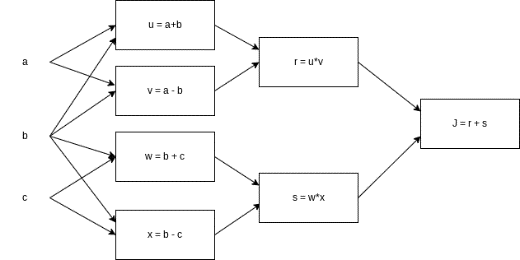 a
b
c
u = a+b
v = a - b
w = b + c
x = b - c
r = u*v
s = w*x
J = r + s